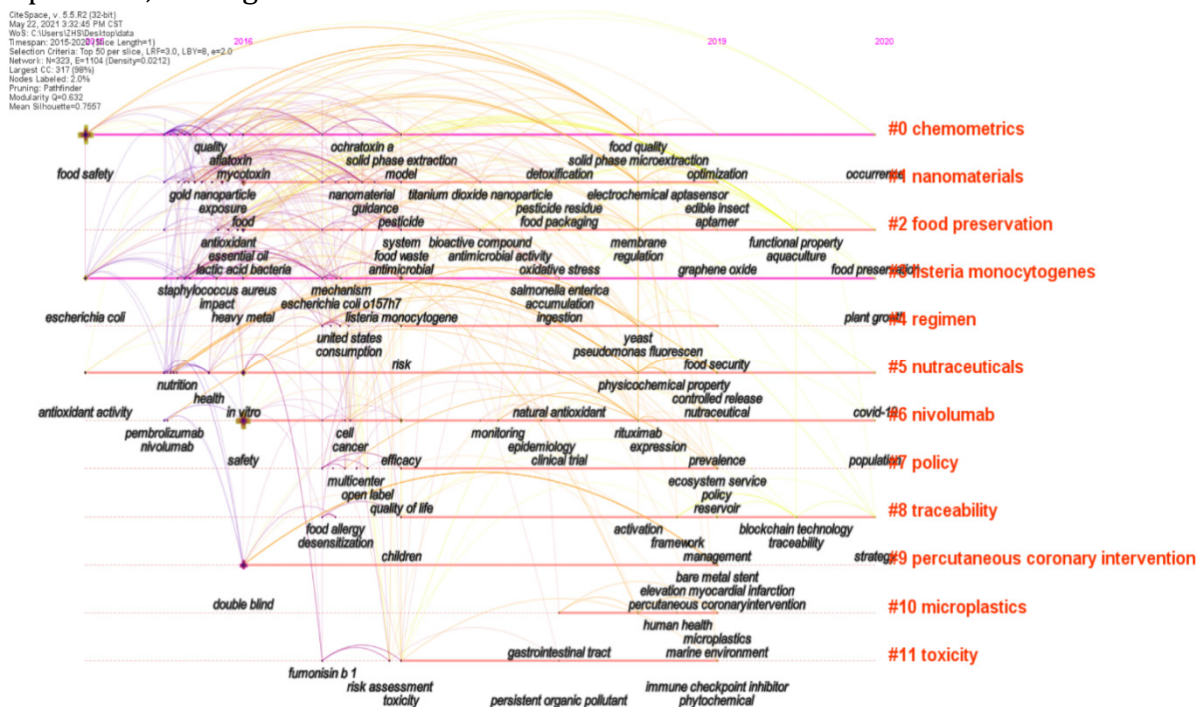 CiteSpace, v. 5.5.R2 (32-bit)
May 22, 2021 3:32:45 PM CST
WoS: C:\Users\ZHS\Desktop\data
Timespan: 2015-2020 (Slice Length=1)
Selection Criteria: Top 50 per slice, LRF=3.0, LBY=8, e=2.0
Network: N=323, E=1104 (Density=0.0212)
Largest CC: 317 (98%)
Nodes Labeled: 2.0%
Pruning: Pathfinder
Modularity Q=0.632
Mean Silhouette=0.7557
2016 2019 2020
#0 chemometrics
quality ochratoxin a food quality
aflatoxin solid phase extraction solid phase microextraction
food safety mycotoxin model detoxification optimization occurrence #1 nanomaterials
gold nanoparticle nanomaterial titanium dioxide nanoparticle electrochemical aptasensor
exposure guidance pesticide residue edible insect
food pesticide food packaging aptamer #2 food preservation
antioxidant system bioactive compound membrane functional property
essential oil food waste antimicrobial activity regulation aquaculture
lactic acid bacteria antimicrobial oxidative stress graphene oxide food preservation #3 listeria monocytogenes
staphylococcus aureus mechanism salmonella enterica
impact escherichia coli o157h7 accumulation
escherichia coli heavy metal listeria monocytogene ingestion plant growth #4 regimen
united states yeast
consumption pseudomonas fluorescen
risk food security #5 nutraceuticals
nutrition physicochemical property
health controlled release
antioxidant activity in vitro natural antioxidant nutraceutical covid-19 #6 nivolumab
pembrolizumab cell monitoring rituximab
nivolumab cancer epidemiology expression
safety efficacy clinical trial prevalence population #7 policy
multicenter ecosystem service
open label policy
quality of life reservoir #8 traceability
food allergy activation blockchain technology
desensitization framework traceability
children management strategy #9 percutaneous coronary intervention
bare metal stent
elevation myocardial infarction
double blind percutaneous coronaryintervention #10 microplastics
human health
microplastics
gastrointestinal tract marine environment #11 toxicity
fumonisin b 1
risk assessment immune checkpoint inhibitor
toxicity persistent organic pollutant phytochemical